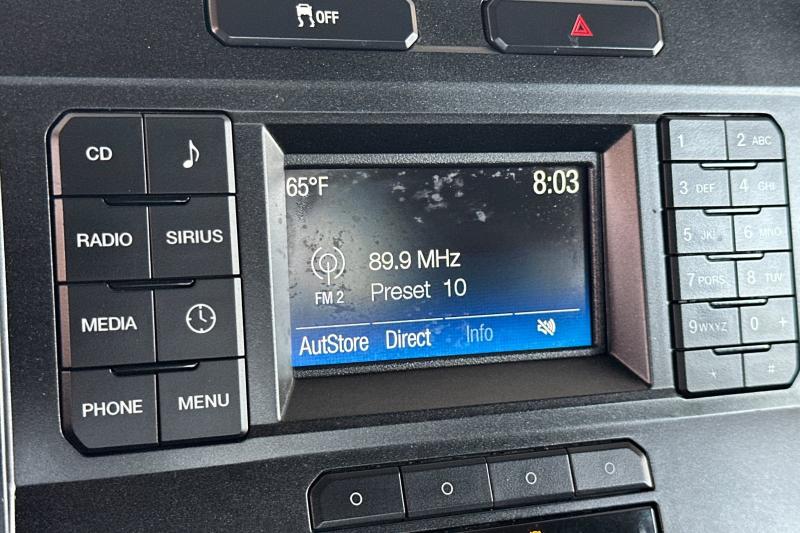 OFF
CD
RADIO SIRIUS
MEDIA
PHONE MENU
65°F 8:03
89.9 MHz
FM 2 Preset 10
AutoStore Direct Info
1 2 ABC
3 DEF 4 GHI
5 JKL 6 MNO
7 PQRS 8 TUV
9 WXYZ 0 +
* #